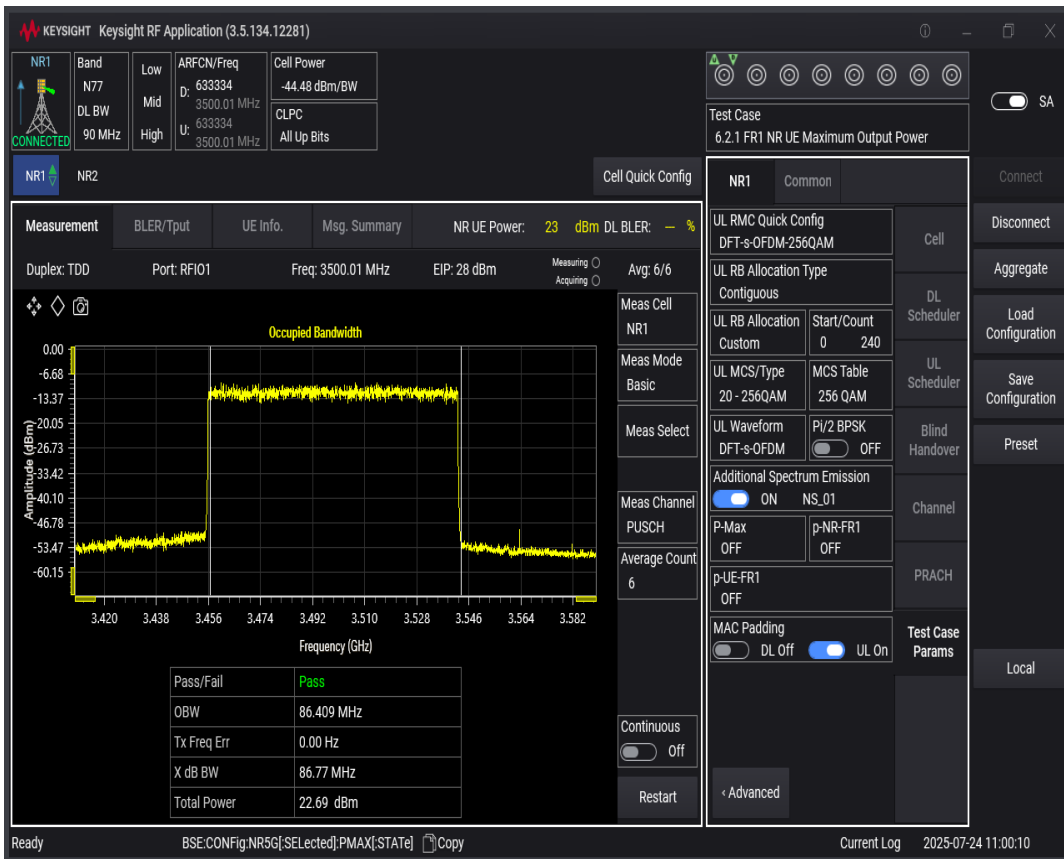 KEYSIGHT Keysight RF Application (3.5.134.12281)
NR1
CONNECTED
Band
N77
DL BW
90 MHz
Low
Mid
High
ARFCN/Freq
D: 633334
3500.01 MHz
U: 633334
3500.01 MHz
Cell Power
-44.48 dBm/BW
CLPC
All Up Bits
Test Case
6.2.1 FR1 NR UE Maximum Output Power
SA
NR1
NR2
Cell Quick Config
Measurement
BLER/Tput
UE Info.
Msg. Summary
NR UE Power: 23 dBm DL BLER: — %
Duplex: TDD
Port: RFIO1
Freq: 3500.01 MHz
EIP: 28 dBm
Measuring
Acquiring
Avg: 6/6
Occupied Bandwidth
Amplitude (dBm)
0.00
-6.68
-13.37
-20.05
-26.73
-33.42
-40.10
-46.78
-53.47
-60.15
3.420 3.438 3.456 3.474 3.492 3.510 3.528 3.546 3.564 3.582
Frequency (GHz)
Pass/Fail Pass
OBW 86.409 MHz
Tx Freq Err 0.00 Hz
X dB BW 86.77 MHz
Total Power 22.69 dBm
Meas Cell
NR1
Meas Mode
Basic
Meas Select
Meas Channel
PUSCH
Average Count
6
Continuous
Off
Restart
NR1
Common
UL RMC Quick Config
DFT-s-OFDM-256QAM
UL RB Allocation Type
Contiguous
UL RB Allocation
Custom
Start/Count
0 240
UL MCS/Type
20 - 256QAM
MCS Table
256 QAM
UL Waveform
DFT-s-OFDM
Pi/2 BPSK
OFF
Additional Spectrum Emission
ON NS_01
P-Max
OFF
p-NR-FR1
OFF
p-UE-FR1
OFF
MAC Padding
DL Off
UL On
‹ Advanced
Cell
DL
Scheduler
UL
Scheduler
Blind
Handover
Channel
PRACH
Test Case
Params
Connect
Disconnect
Aggregate
Load
Configuration
Save
Configuration
Preset
Local
Ready
BSE:CONFig:NR5G[:SELected]:PMAX[:STATe]
Copy
Current Log
2025-07-24 11:00:10